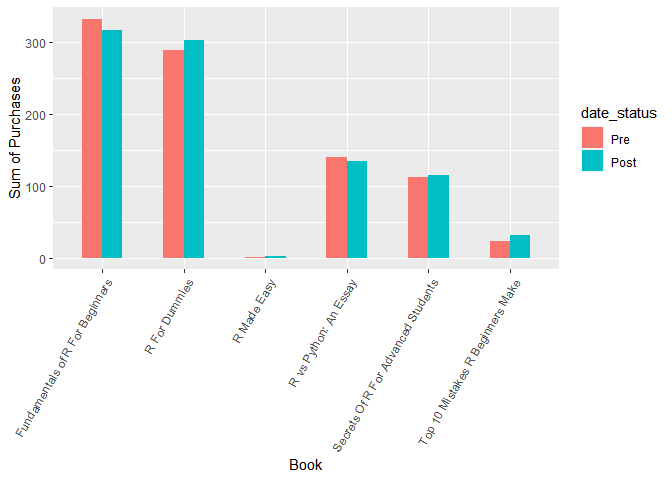 300
200
100
0
Sum of Purchases
Fundamentals of R For Beginners
R For Dummies
R Made Easy
R vs Python: An Essay
Secrets Of R For Advanced Students
Top 10 Mistakes R Beginners Make
Book
date_status
Pre
Post